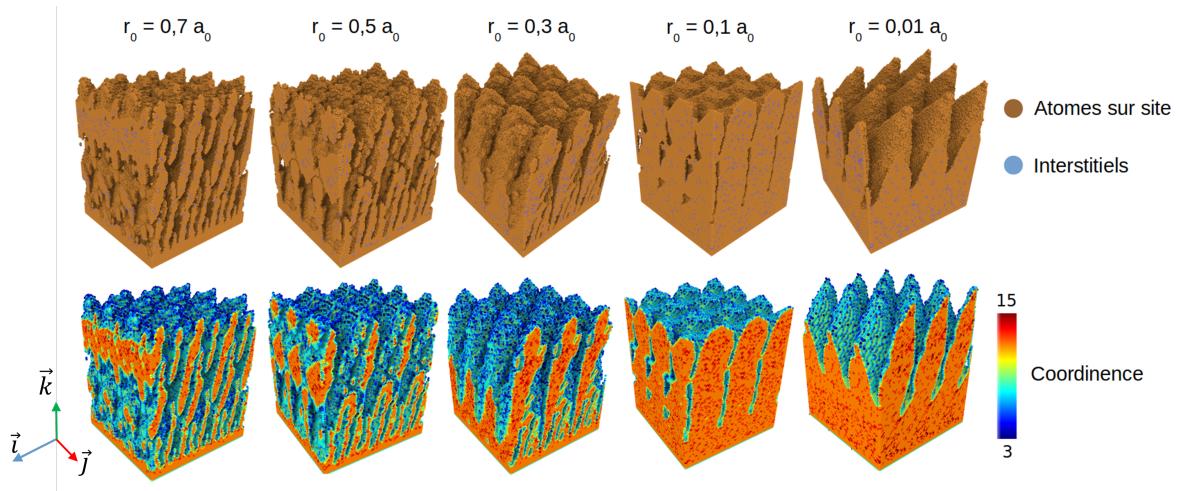 r₀ = 0,7 a₀
r₀ = 0,5 a₀
r₀ = 0,3 a₀
r₀ = 0,1 a₀
r₀ = 0,01 a₀
Atomes sur site
Interstitiels
15
Coordinence
3
k⃗
i⃗
j⃗